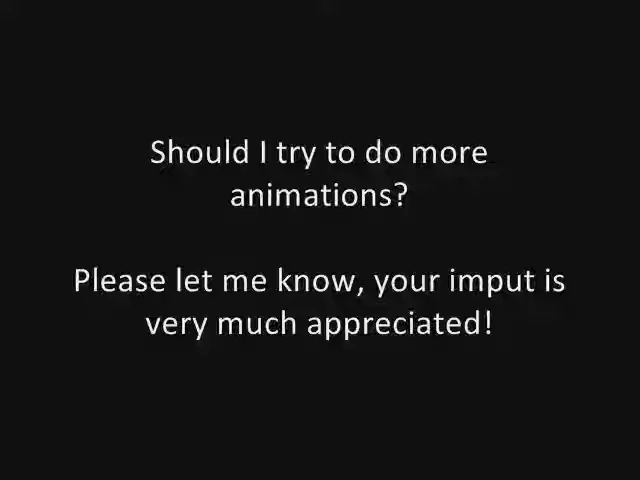 Should I try to do more
animations?
Please let me know, your imput is
very much appreciated!